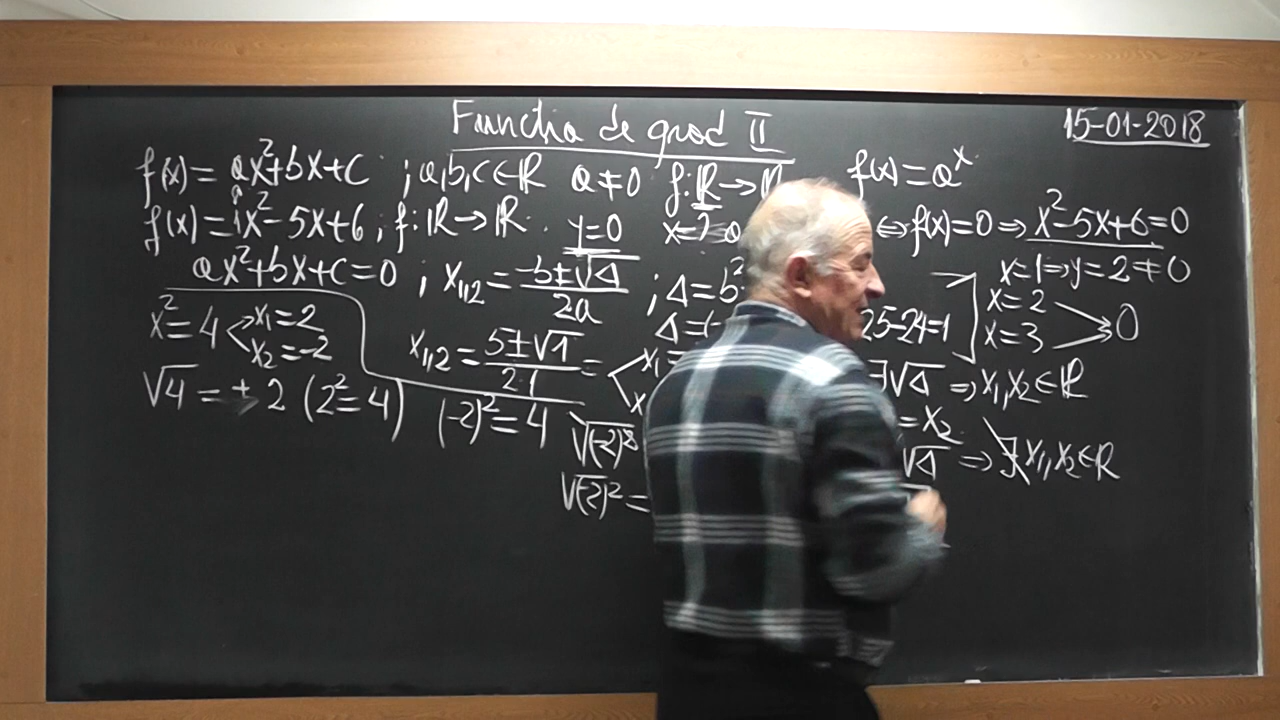 Functia de grad II
15-01-2018
f(x)=ax²+bx+c ; a,b,c∈ℝ a≠0 f:ℝ→ℝ f(x)=a^x
f(x)=1x²-5x+6; f:ℝ→ℝ. y=0 x=? ⇔f(x)=0⇒x²-5x+6=0
ax²+bx+c=0 ; x₁,₂=(-b±√Δ)/2a ; Δ=b² x=1⇒y=2≠0
x²=4 x₁=2 x₂=-2
x₁,₂=(5±√1)/(2·1)= x₁= Δ=(- 25-24=1 x=2 x=3 0
√4=±2 (2²=4) (-2)²=4 ∃√Δ ⇒x₁,x₂∈ℝ
=x₂
√Δ ⇒∄x₁,x₂∈ℝ
√(-2)² =